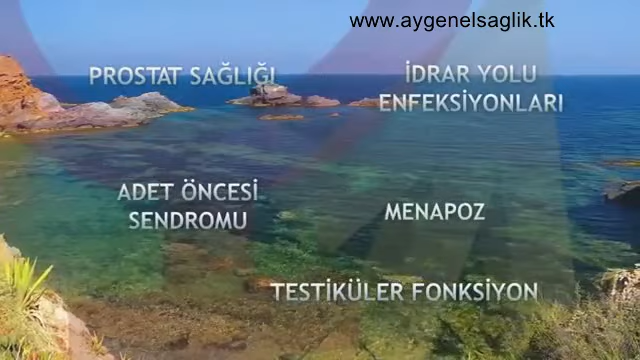 www.aygenelsaglik.tk
PROSTAT SAĞLIĞI
İDRAR YOLU
ENFEKSİYONLARI
ADET ÖNCESİ
SENDROMU
MENAPOZ
TESTİKÜLER FONKSİYON